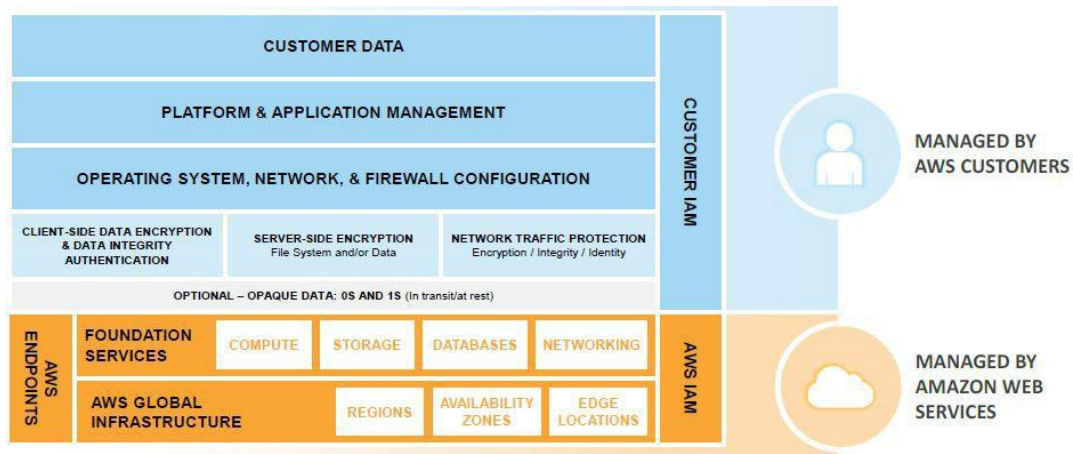 CUSTOMER DATA
PLATFORM & APPLICATION MANAGEMENT
OPERATING SYSTEM, NETWORK, & FIREWALL CONFIGURATION
CLIENT-SIDE DATA ENCRYPTION
& DATA INTEGRITY
AUTHENTICATION
SERVER-SIDE ENCRYPTION
File System and/or Data
NETWORK TRAFFIC PROTECTION
Encryption / Integrity / Identity
OPTIONAL – OPAQUE DATA: 0S AND 1S (In transit/at rest)
CUSTOMER IAM
MANAGED BY
AWS CUSTOMERS
AWS
ENDPOINTS
FOUNDATION
SERVICES
COMPUTE
STORAGE
DATABASES
NETWORKING
AWS GLOBAL
INFRASTRUCTURE
REGIONS
AVAILABILITY
ZONES
EDGE
LOCATIONS
AWS IAM
MANAGED BY
AMAZON WEB
SERVICES